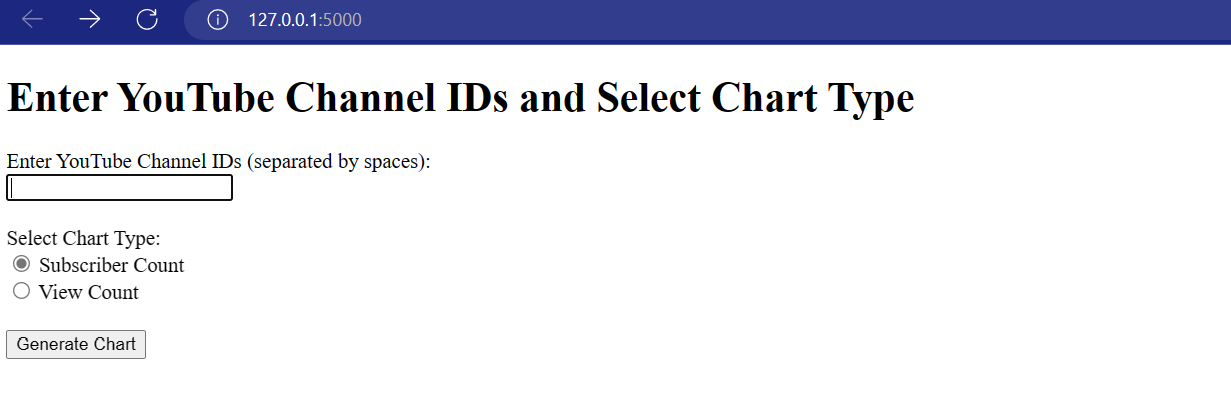 127.0.0.1:5000
Enter YouTube Channel IDs and Select Chart Type
Enter YouTube Channel IDs (separated by spaces):
Select Chart Type:
Subscriber Count
View Count
Generate Chart